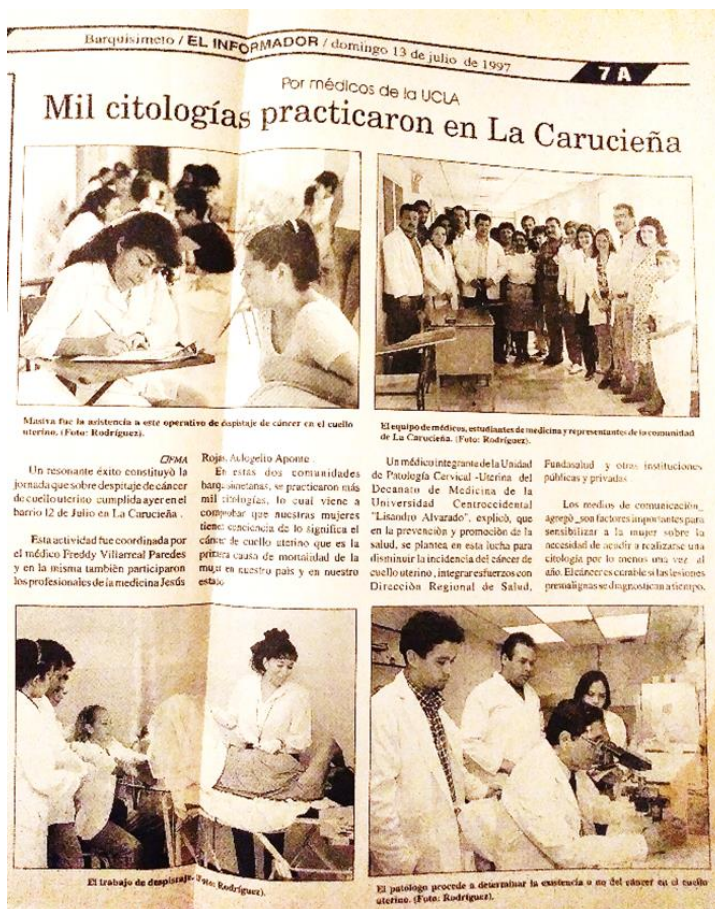 Barquisimeto / EL INFORMADOR / domingo 13 de julio de 1997
7 A
Por médicos de la UCLA
Mil citologías practicaron en La Carucieña
Masiva fue la asistencia a este operativo de despistaje de cáncer en el cuello
uterino. (Foto: Rodríguez).
El equipo de médicos, estudiantes de medicina y representantes de la comunidad
de La Carucieña. (Foto: Rodríguez).
CJFMA
Un resonante éxito constituyò la
jornada que sobre despitaje de cáncer
de cuello uterino cumplida ayer en el
barrio 12 de Julio en La Carucieña .
Esta actividad fue coordinada por
el médico Freddy Villarreal Paredes
y en la misma también participaron
los profesionales de la medicina Jesús
Rojas, Aulogelio Aponte .
En estas dos comunidades
barquisimetanas, se practicaron más
mil citologías, lo cual viene a
comprobar que nuestras mujeres
tienen conciencia de lo significa el
cáncer de cuello uterino que es la
primera causa de mortalidad de la
mujer en nuestro país y en nuestro
estado
Un médico integrante de la Unidad
de Patología Cervical -Uterina del
Decanato de Medicina de la
Universidad Centroccidental
"Lisandro Alvarado", explicó, que
en la prevención y promoción de la
salud, se plantea en esta lucha para
disminuir la incidencia del cáncer de
cuello uterino , integrar esfuerzos con
Dirección Regional de Salud,
Fundasalud y otras instituciones
públicas y privadas
Los medios de comunicación_
agregó_son factores importantes para
sensibilizar a la mujer sobre la
necesidad de acudir a realizarse una
citología por lo menos una vez al
año. El cáncer es curable si las lesiones
premalignas se diagnostican a tiempo.
El trabajo de despistaje. (Foto: Rodríguez).
El patólogo procede a determinar la existencia o no del cáncer en el cuello
uterino. (Foto: Rodríguez).